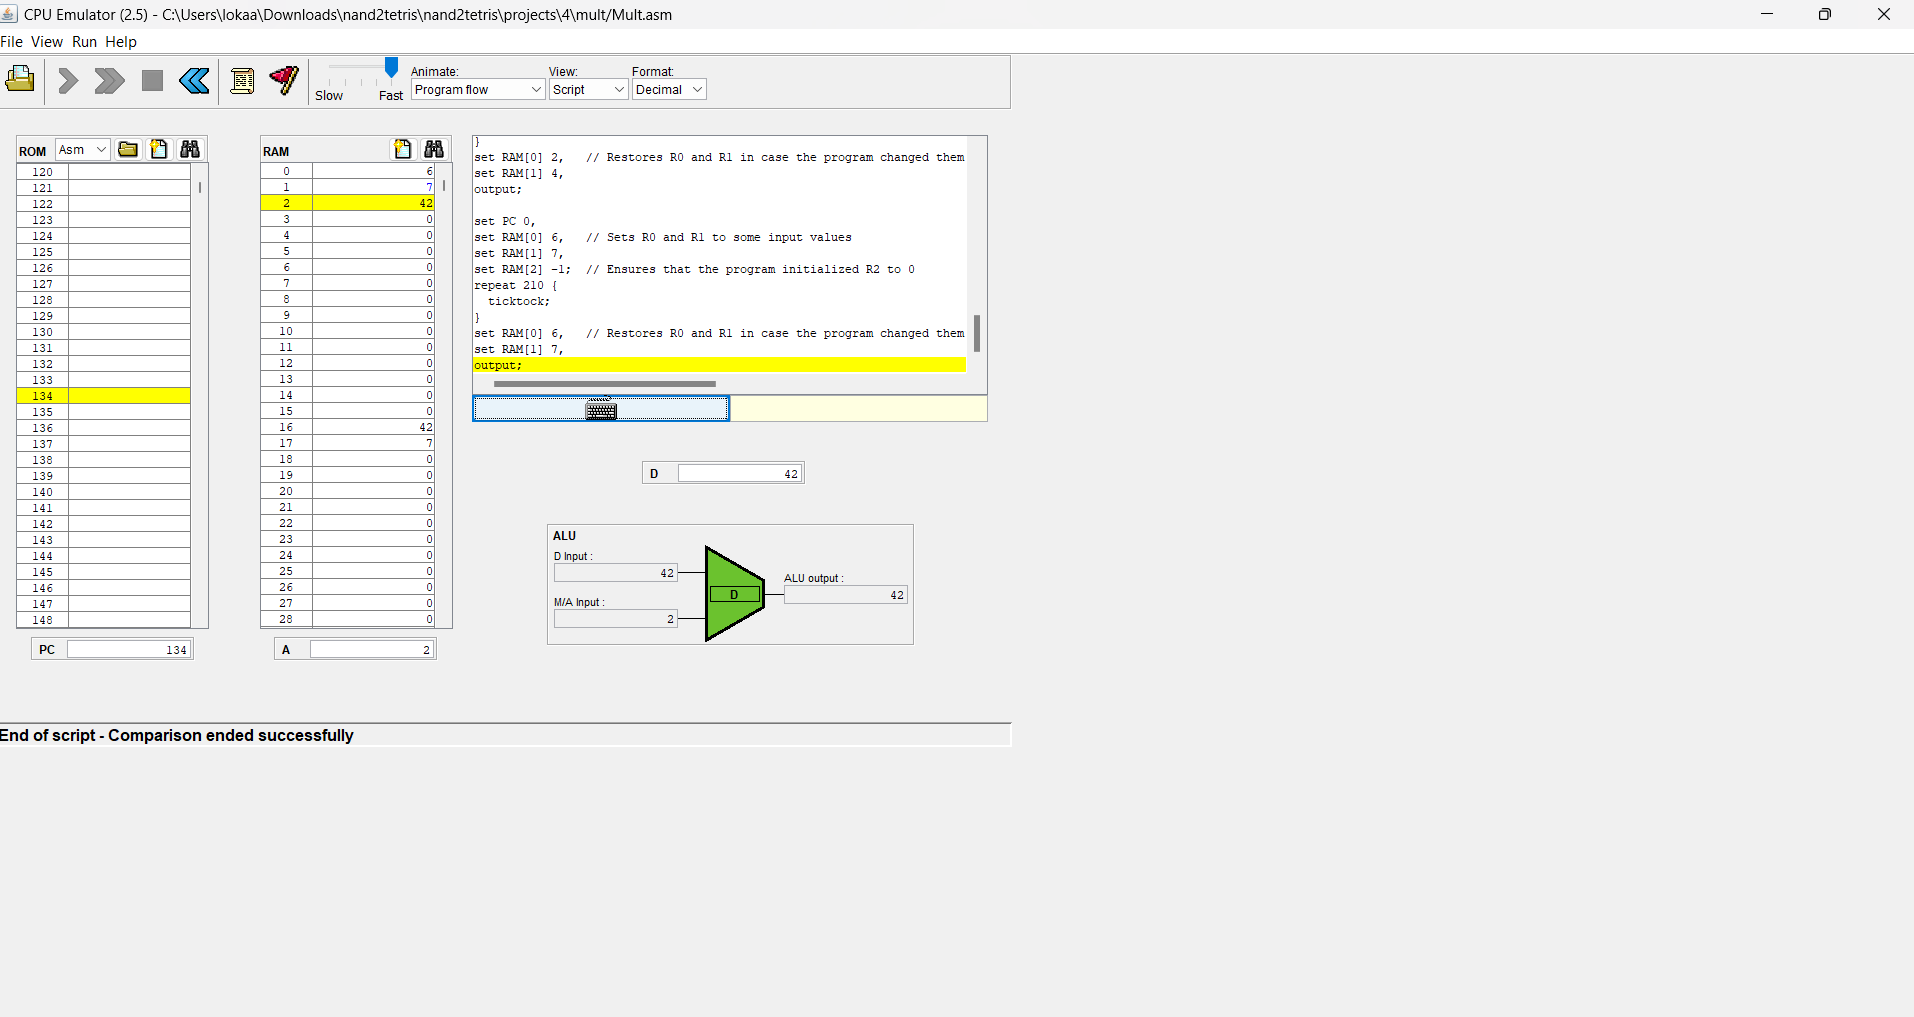 CPU Emulator (2.5) - C:\Users\lokaa\Downloads\nand2tetris\nand2tetris\projects\4\mult/Mult.asm
File View Run Help
Slow Fast
Animate:
Program flow
View:
Script
Format:
Decimal
ROM Asm
120
121
122
123
124
125
126
127
128
129
130
131
132
133
134
135
136
137
138
139
140
141
142
143
144
145
146
147
148
PC 134
RAM
0 6
1 7
2 42
3 0
4 0
5 0
6 0
7 0
8 0
9 0
10 0
11 0
12 0
13 0
14 0
15 0
16 42
17 7
18 0
19 0
20 0
21 0
22 0
23 0
24 0
25 0
26 0
27 0
28 0
A 2
}
set RAM[0] 2,   // Restores R0 and R1 in case the program changed them
set RAM[1] 4,
output;
set PC 0,
set RAM[0] 6,   // Sets R0 and R1 to some input values
set RAM[1] 7,
set RAM[2] -1;  // Ensures that the program initialized R2 to 0
repeat 210 {
  ticktock;
}
set RAM[0] 6,   // Restores R0 and R1 in case the program changed them
set RAM[1] 7,
output;
D 42
ALU
D Input :
42
M/A Input :
2
D
ALU output :
42
End of script - Comparison ended successfully